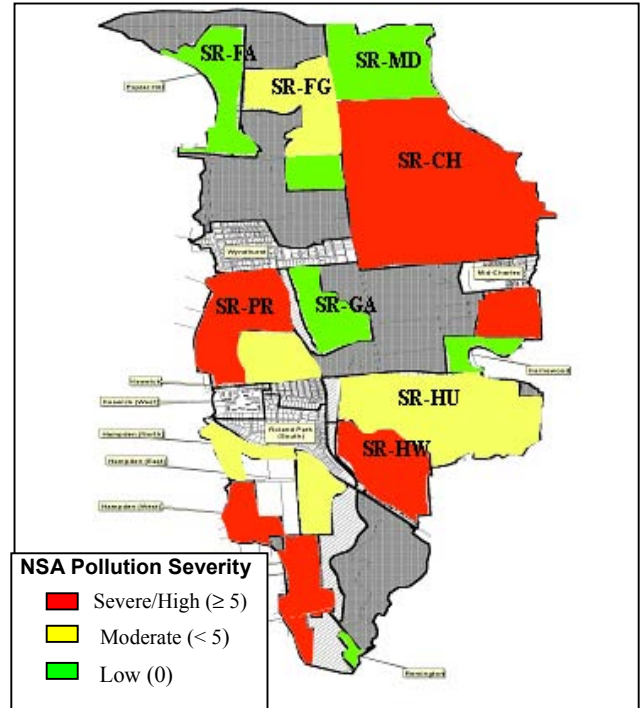 SR-FA
SR-MD
SR-FG
SR-CH
Wyndhurst
Mid-Charles
SR-GA
SR-PR
Homewood
Keswick
SR-HU
Keswick (West)
Hampden (North)
Roland Park
(South)
SR-HW
Hampden (East)
Hampden (West)
Remington
NSA Pollution Severity
Severe/High (≥ 5)
Moderate (< 5)
Low (0)